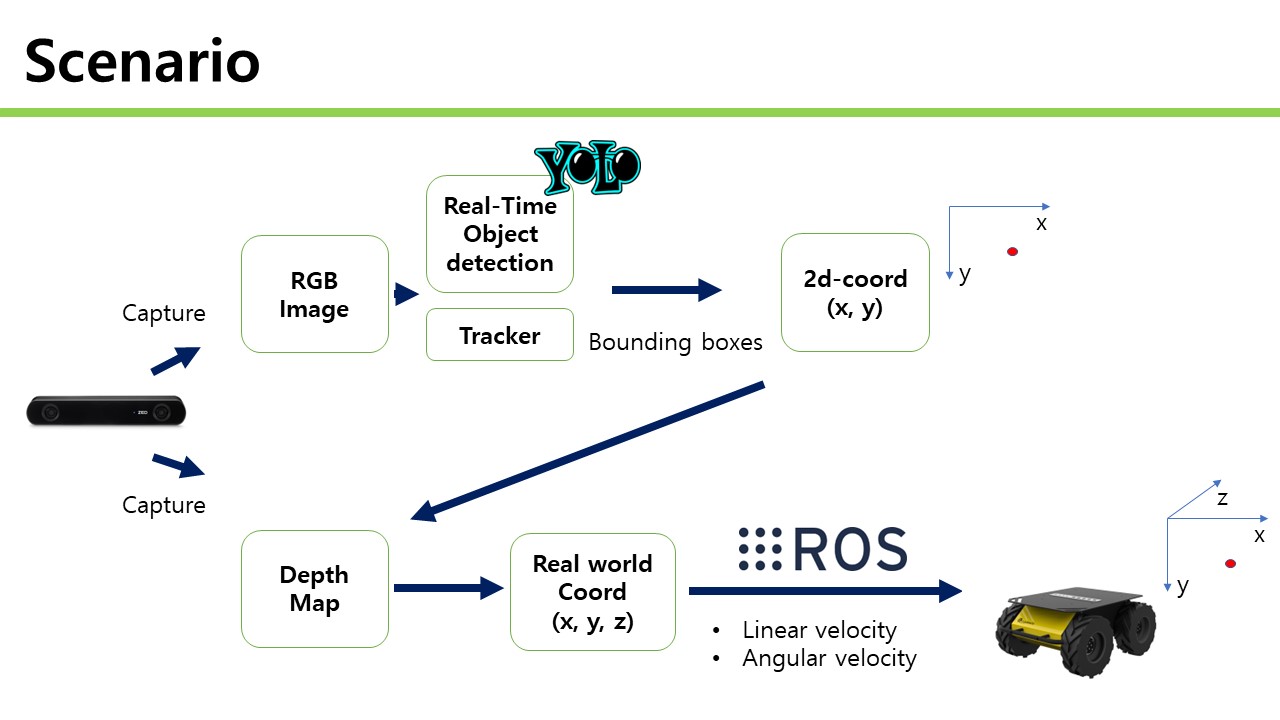 Scenario
YOLO
Real-Time
Object
detection
RGB
Image
Tracker
Bounding boxes
2d-coord
(x, y)
x
y
Capture
ZED
Capture
Depth
Map
Real world
Coord
(x, y, z)
ROS
• Linear velocity
• Angular velocity
z
x
y